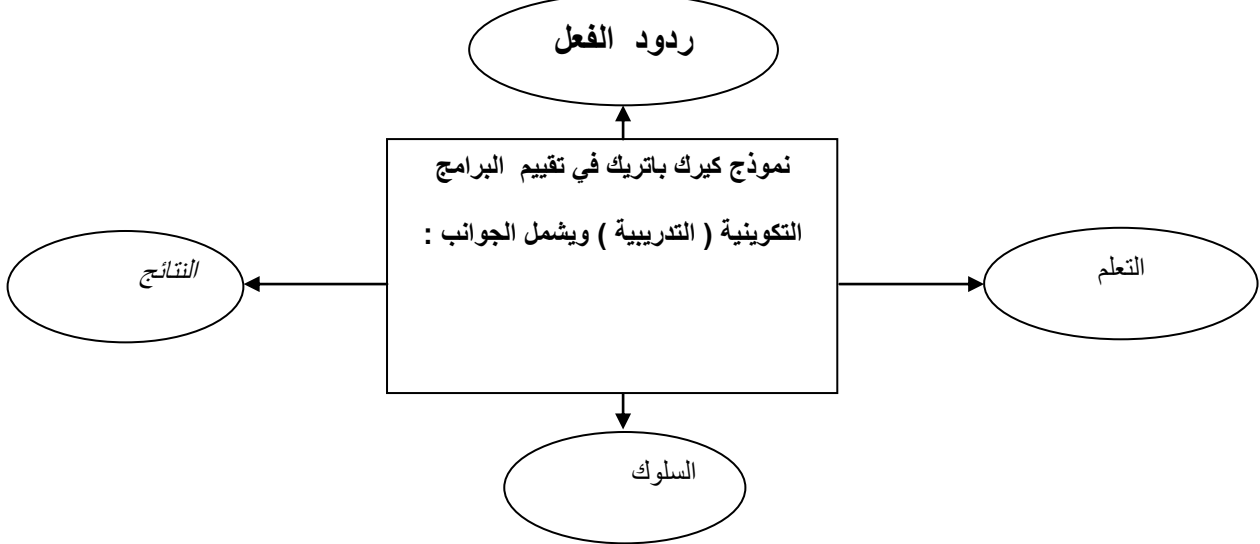 ردود الفعل
نموذج كيرك باتريك في تقييم البرامج
التكوينية ( التدريبية ) ويشمل الجوانب :
التعلم
النتائج
السلوك